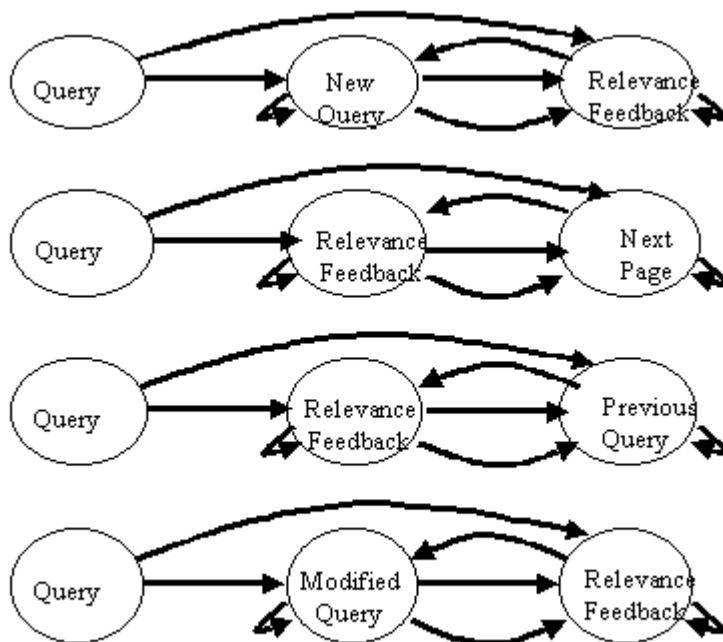 Query
New
Query
Relevance
Feedback
Query
Relevance
Feedback
Next
Page
Query
Relevance
Feedback
Previous
Query
Query
Modified
Query
Relevance
Feedback